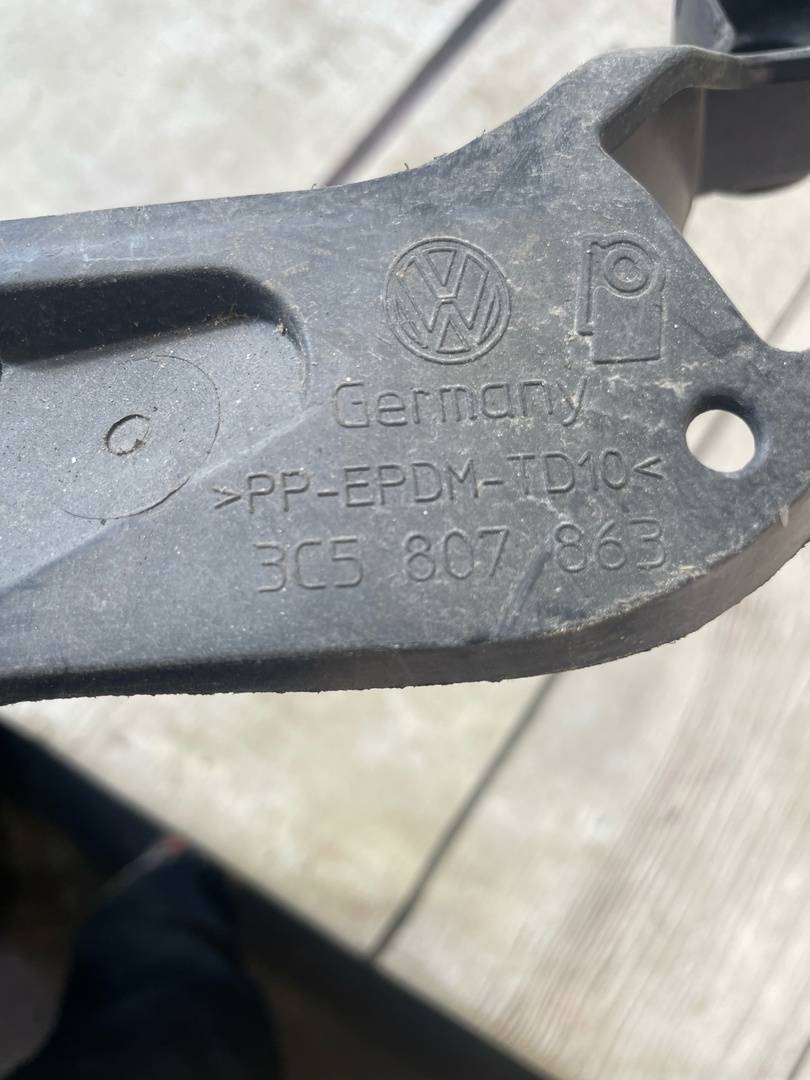 Germany
>PP-EPDM-TD10<
3C5 807 863